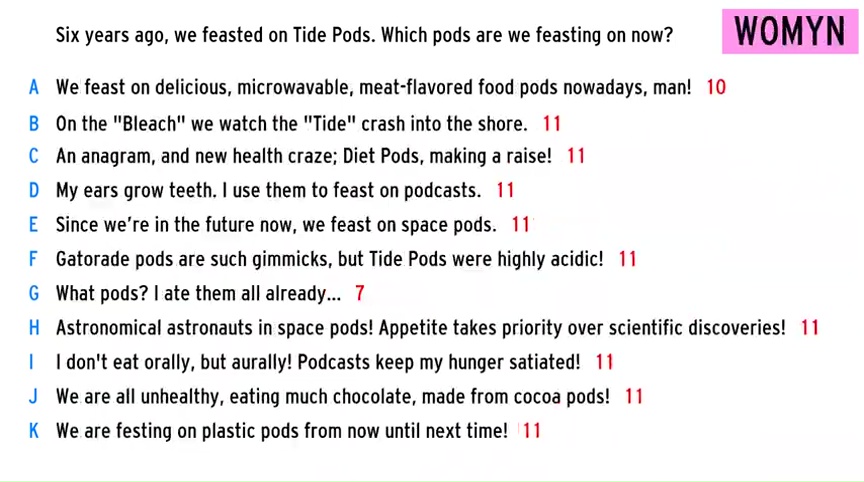 Six years ago, we feasted on Tide Pods. Which pods are we feasting on now?
WOMYN
A We feast on delicious, microwavable, meat-flavored food pods nowadays, man! 10
B On the "Bleach" we watch the "Tide" crash into the shore. 11
C An anagram, and new health craze; Diet Pods, making a raise! 11
D My ears grow teeth. I use them to feast on podcasts. 11
E Since we're in the future now, we feast on space pods. 11
F Gatorade pods are such gimmicks, but Tide Pods were highly acidic! 11
G What pods? I ate them all already... 7
H Astronomical astronauts in space pods! Appetite takes priority over scientific discoveries! 11
I I don't eat orally, but aurally! Podcasts keep my hunger satiated! 11
J We are all unhealthy, eating much chocolate, made from cocoa pods! 11
K We are festing on plastic pods from now until next time! 11